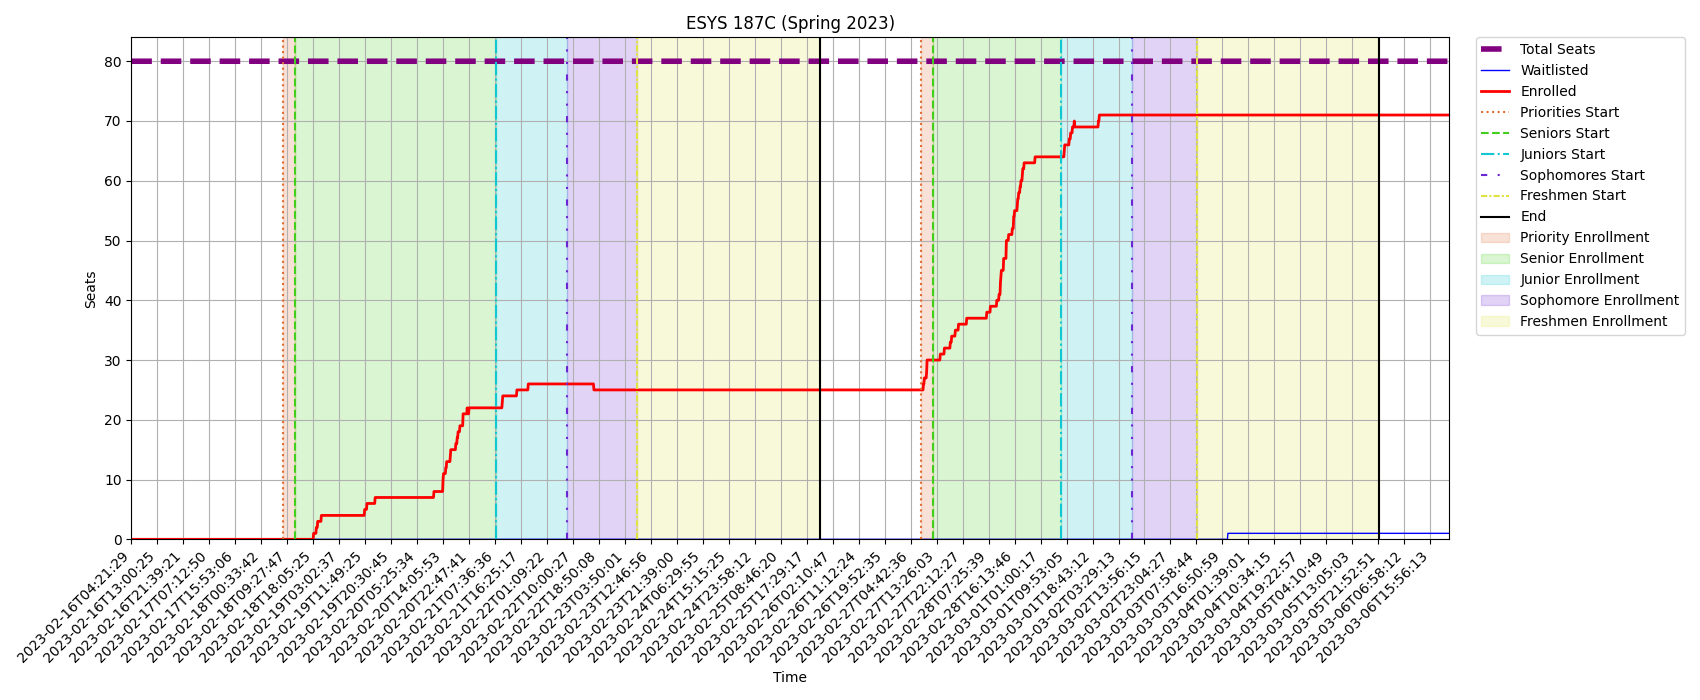 ESYS 187C (Spring 2023)
Seats
80
70
60
50
40
30
20
10
0
2023-02-16T04:21:29
2023-02-16T13:00:25
2023-02-16T21:39:21
2023-02-17T07:12:50
2023-02-17T15:53:06
2023-02-18T00:33:42
2023-02-18T09:27:47
2023-02-18T18:05:25
2023-02-19T03:02:37
2023-02-19T11:49:25
2023-02-19T20:30:45
2023-02-20T05:25:34
2023-02-20T14:05:53
2023-02-20T22:47:41
2023-02-21T07:36:36
2023-02-21T16:25:17
2023-02-22T01:09:22
2023-02-22T10:00:27
2023-02-22T18:50:08
2023-02-23T03:50:01
2023-02-23T12:46:56
2023-02-23T21:39:00
2023-02-24T06:29:55
2023-02-24T15:15:25
2023-02-24T23:58:12
2023-02-25T08:46:20
2023-02-25T17:29:17
2023-02-26T02:10:47
2023-02-26T11:12:24
2023-02-26T19:52:35
2023-02-27T04:42:36
2023-02-27T13:26:03
2023-02-27T22:12:27
2023-02-28T07:25:39
2023-02-28T16:13:46
2023-03-01T01:00:17
2023-03-01T09:53:05
2023-03-01T18:43:12
2023-03-02T03:29:13
2023-03-02T13:56:15
2023-03-02T23:04:27
2023-03-03T07:58:44
2023-03-03T16:50:59
2023-03-04T01:39:01
2023-03-04T10:34:15
2023-03-04T19:22:57
2023-03-05T04:10:49
2023-03-05T13:05:03
2023-03-05T21:52:51
2023-03-06T06:58:12
2023-03-06T15:56:13
Time
Total Seats
Waitlisted
Enrolled
Priorities Start
Seniors Start
Juniors Start
Sophomores Start
Freshmen Start
End
Priority Enrollment
Senior Enrollment
Junior Enrollment
Sophomore Enrollment
Freshmen Enrollment